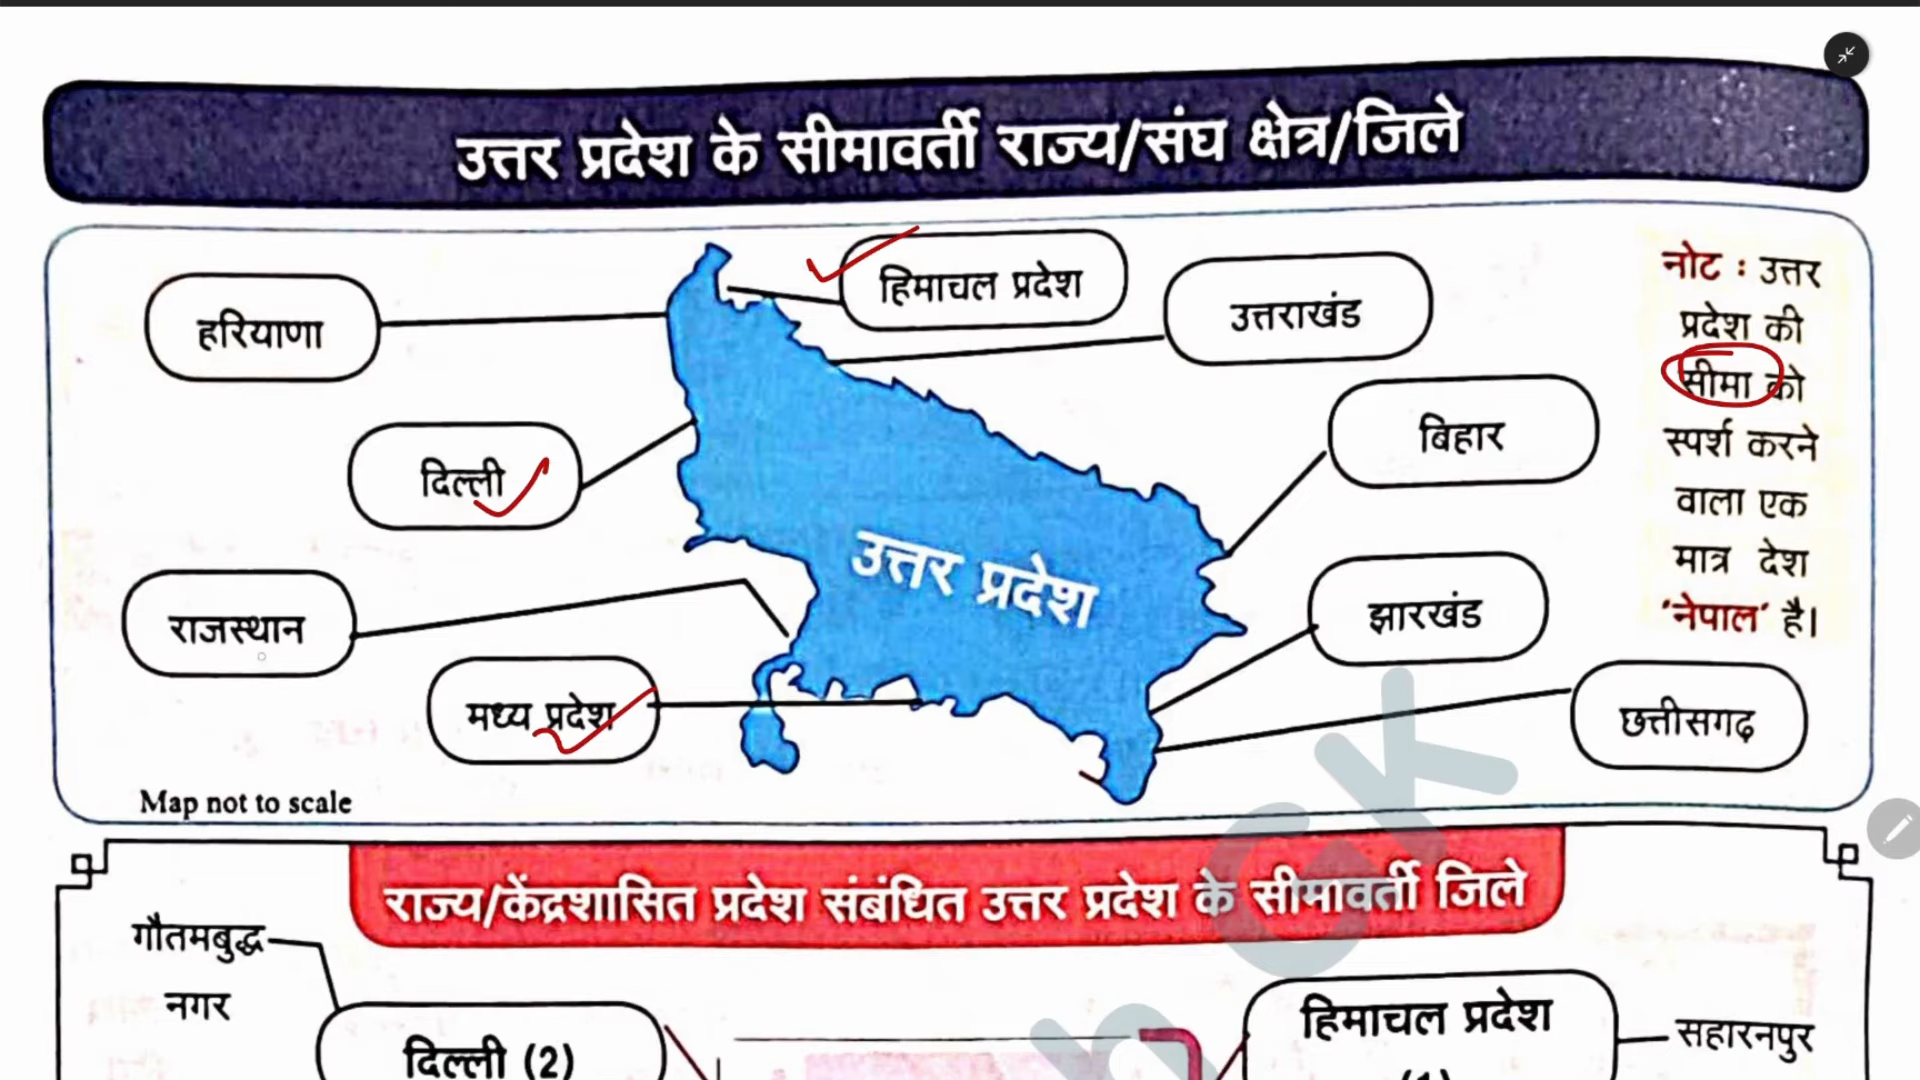 उत्तर प्रदेश के सीमावर्ती राज्य/संघ क्षेत्र/जिले
हिमाचल प्रदेश
हरियाणा
उत्तराखंड
दिल्ली
बिहार
उत्तर प्रदेश
राजस्थान
झारखंड
मध्य प्रदेश
छत्तीसगढ़
नोट : उत्तर
प्रदेश की
सीमा को
स्पर्श करने
वाला एक
मात्र देश
'नेपाल' है।
Map not to scale
राज्य/केंद्रशासित प्रदेश संबंधित उत्तर प्रदेश के सीमावर्ती जिले
गौतमबुद्ध
नगर
दिल्ली (2)
हिमाचल प्रदेश
सहारनपुर
GK